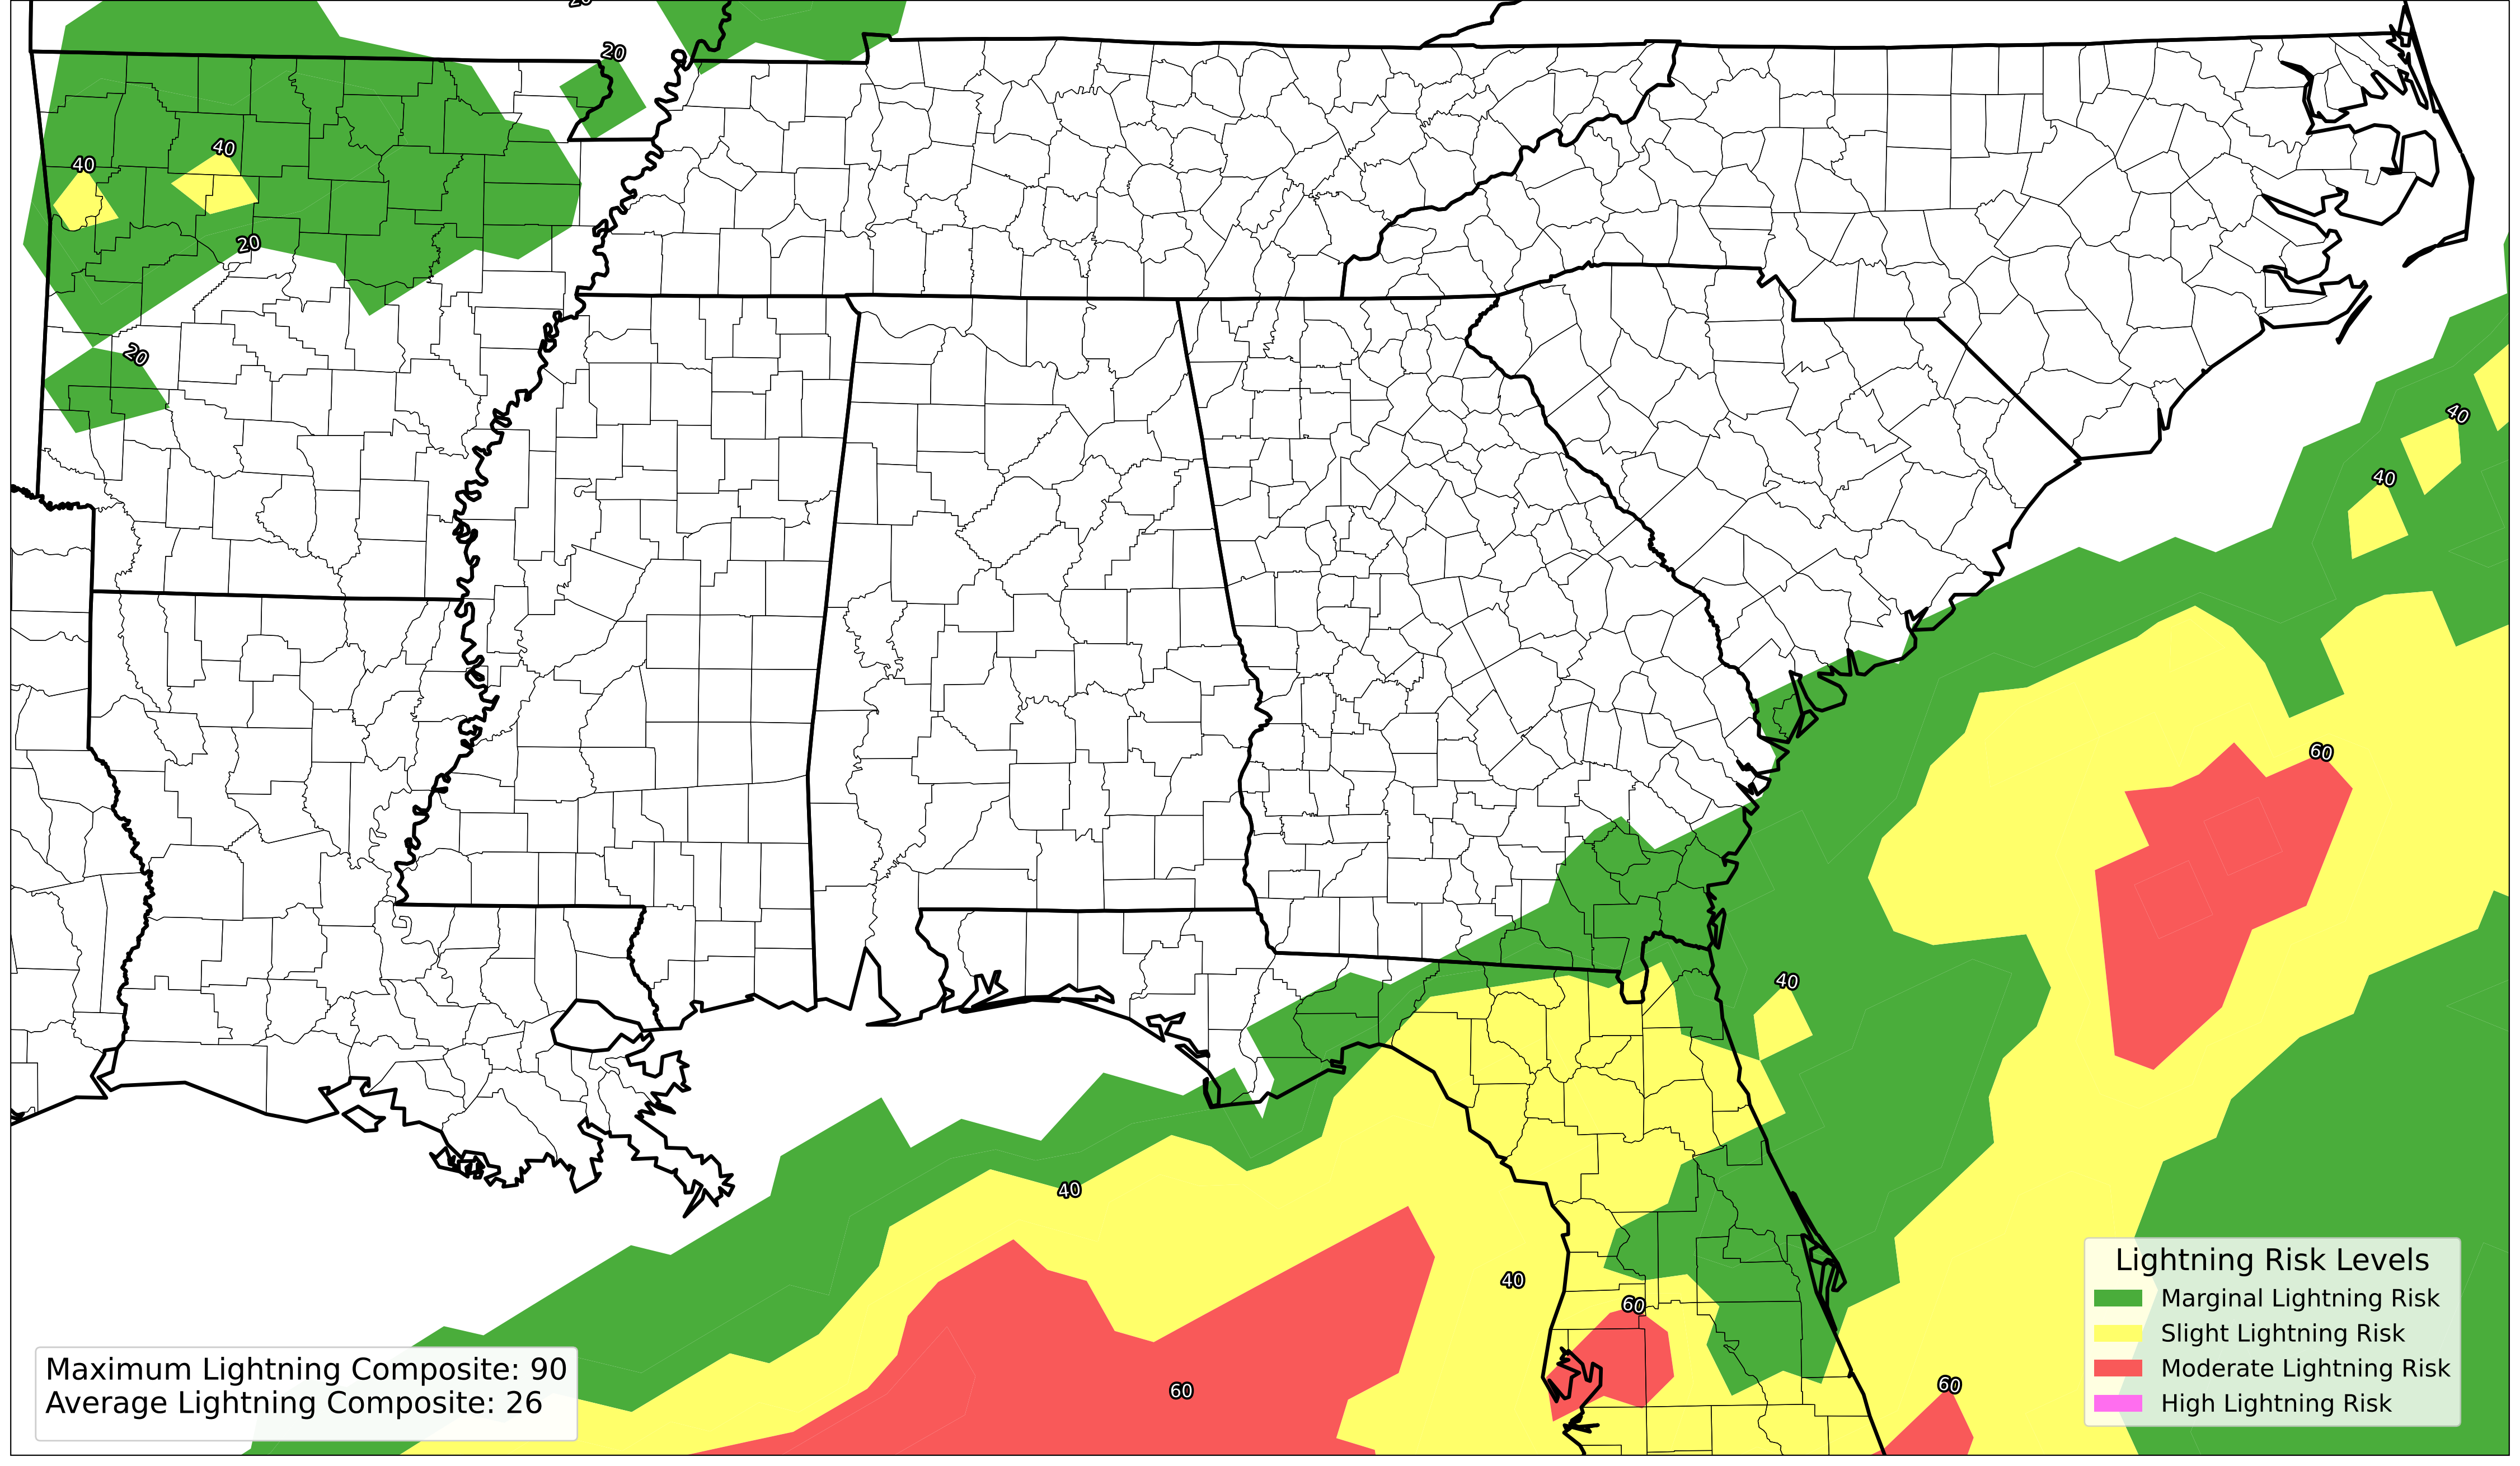 20
20
40
40
20
20
40
40
60
40
40
40
60
60
60
Lightning Risk Levels
Marginal Lightning Risk
Slight Lightning Risk
Moderate Lightning Risk
High Lightning Risk
Maximum Lightning Composite: 90
Average Lightning Composite: 26